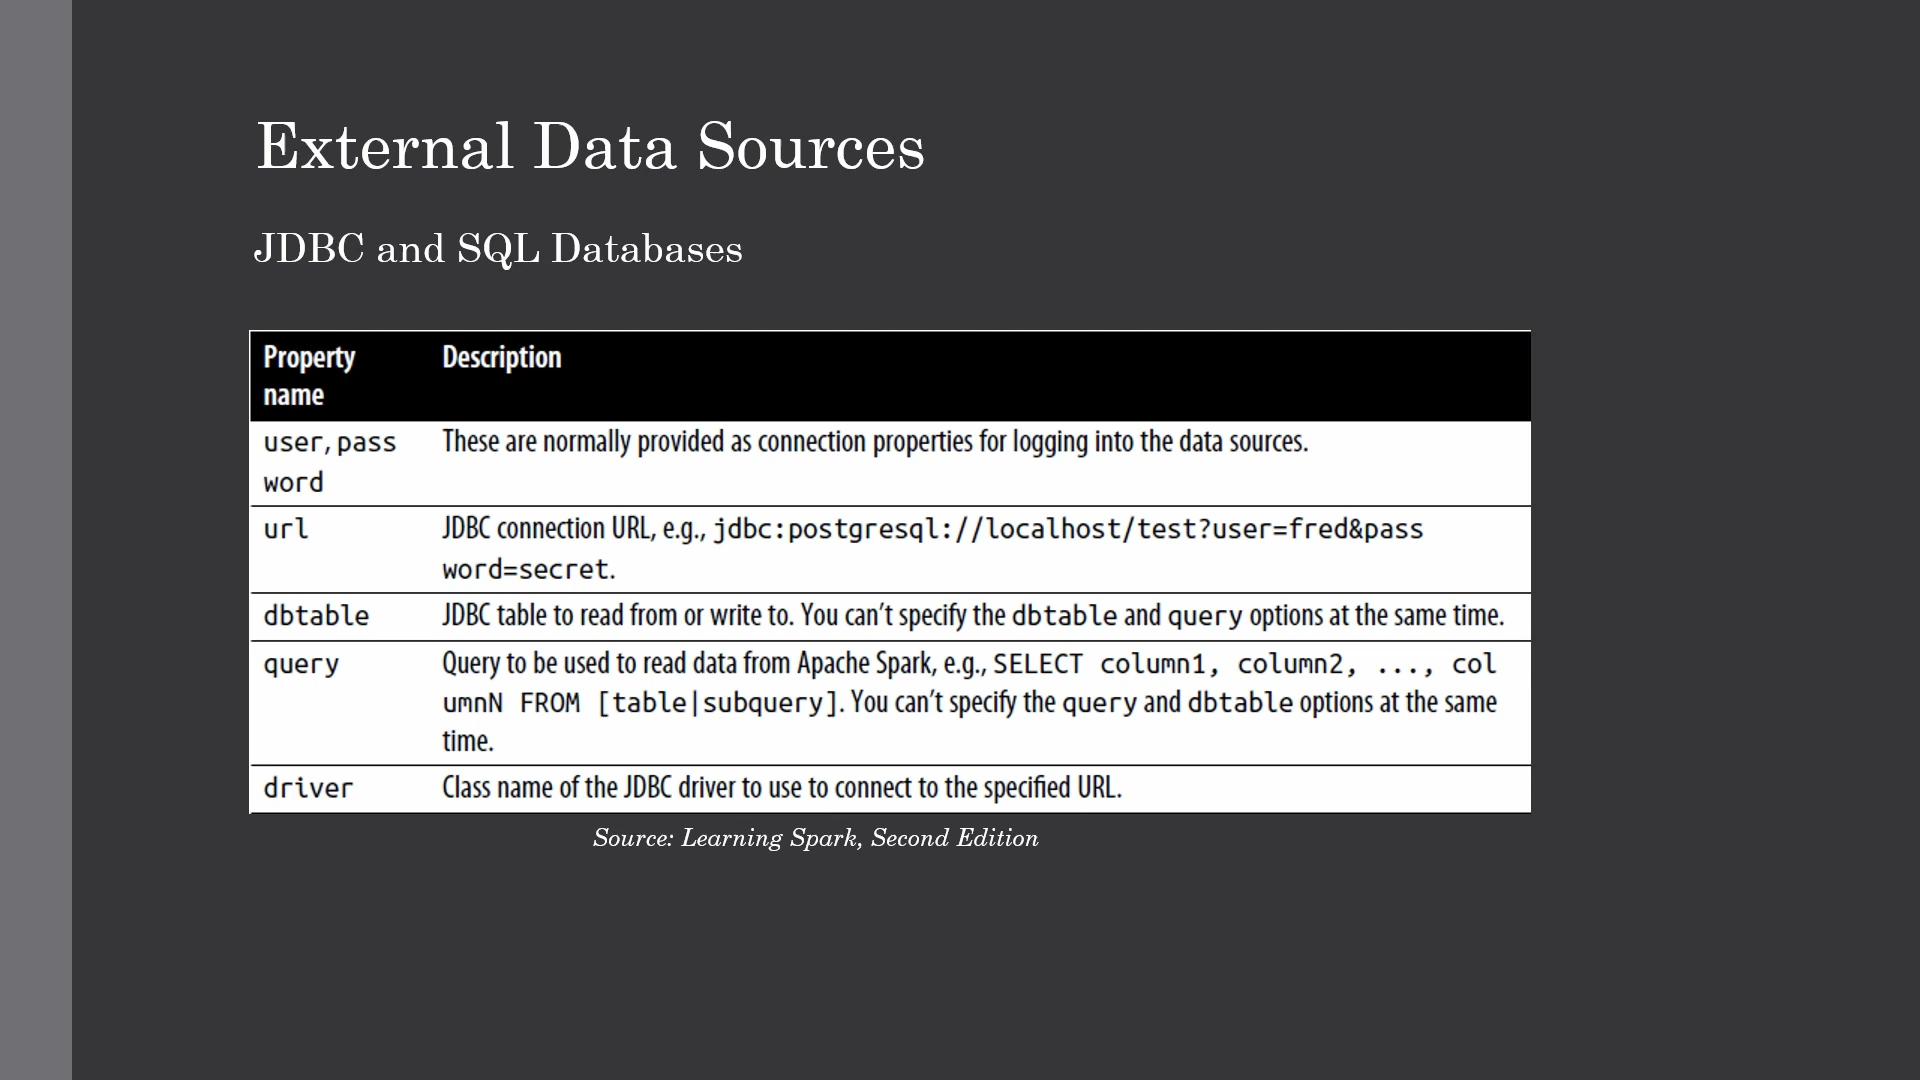 External Data Sources
JDBC and SQL Databases
Property Description
name
user, pass These are normally provided as connection properties for logging into the data sources.
word
url JDBC connection URL, e.g., jdbc:postgresql://localhost/test?user=fred&pass
word=secret.
dbtable JDBC table to read from or write to. You can’t specify the dbtable and query options at the same time.
query Query to be used to read data from Apache Spark, e.g., SELECT column1, column2, ..., col
umnN FROM [table|subquery]. You can’t specify the query and dbtable options at the same
time.
driver Class name of the JDBC driver to use to connect to the specified URL.
Source: Learning Spark, Second Edition